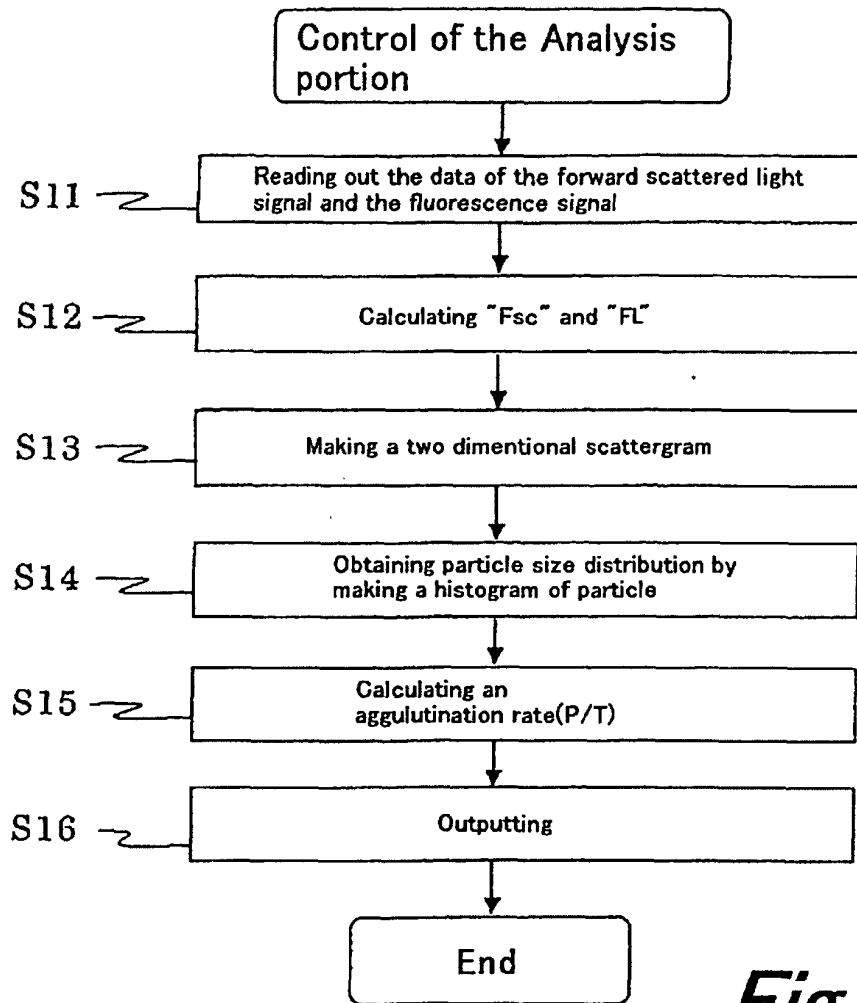 Control of the Analysis
portion
S11
Reading out the data of the forward scattered light
signal and the fluorescence signal
S12
Calculating "Fsc" and "FL"
S13
Making a two dimentional scattergram
S14
Obtaining particle size distribution by
making a histogram of particle
S15
Calculating an
aggulutination rate(P/T)
S16
Outputting
End
Fig